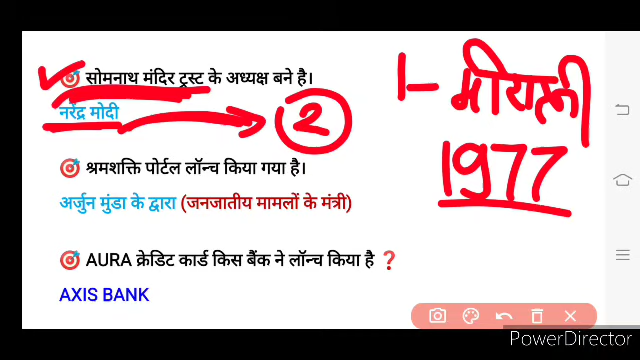 🎯 सोमनाथ मंदिर ट्रस्ट के अध्यक्ष बने है।
नरेंद्र मोदी
2
1-
1977
🎯 श्रमशक्ति पोर्टल लॉन्च किया गया है।
अर्जुन मुंडा के द्वारा (जनजातीय मामलों के मंत्री)
🎯 AURA क्रेडिट कार्ड किस बैंक ने लॉन्च किया है ❓
AXIS BANK
PowerDirector